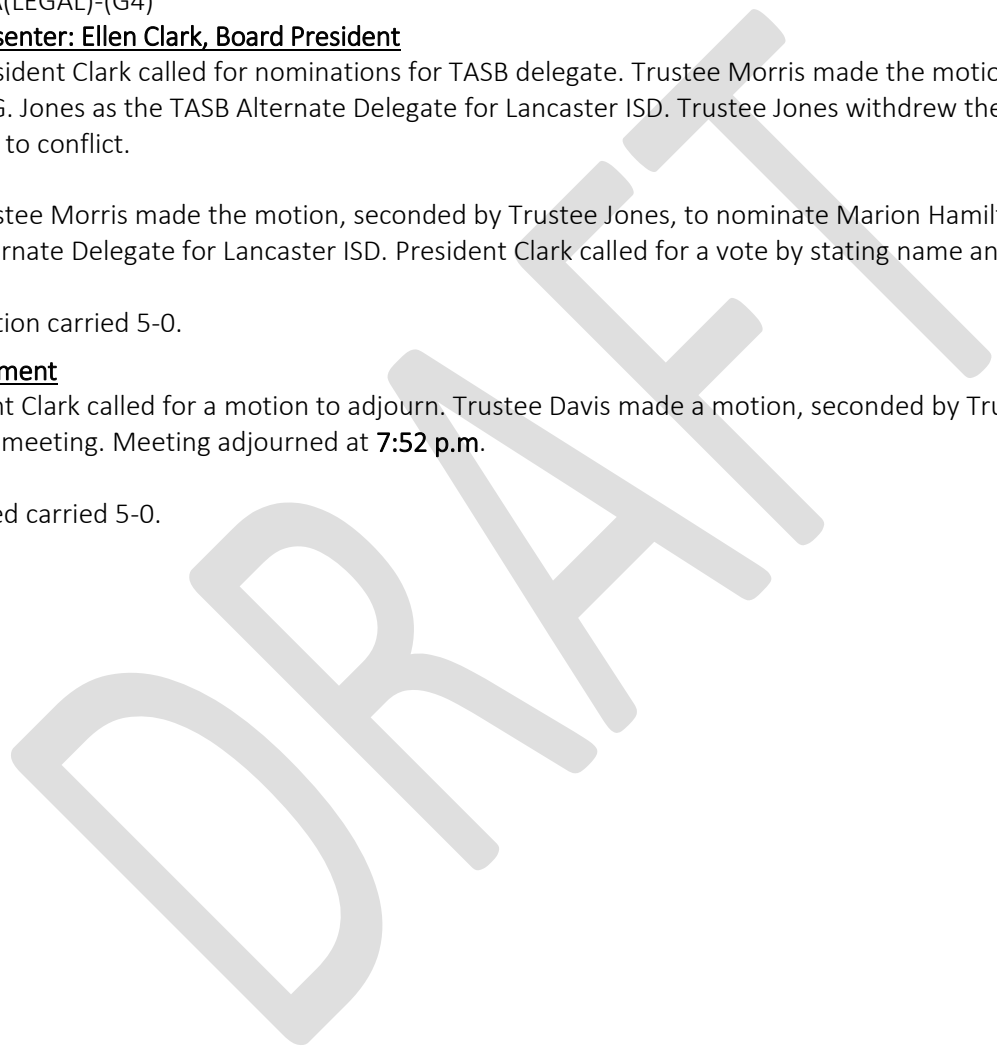 (LEGAL)-(G4)
senter: Ellen Clark, Board President
sident Clark called for nominations for TASB delegate. Trustee Morris made the motio
G. Jones as the TASB Alternate Delegate for Lancaster ISD. Trustee Jones withdrew the
to conflict.
stee Morris made the motion, seconded by Trustee Jones, to nominate Marion Hamil
rnate Delegate for Lancaster ISD. President Clark called for a vote by stating name an
tion carried 5-0.
ment
nt Clark called for a motion to adjourn. Trustee Davis made a motion, seconded by Tru
meeting. Meeting adjourned at 7:52 p.m.
ed carried 5-0.
DRAFT